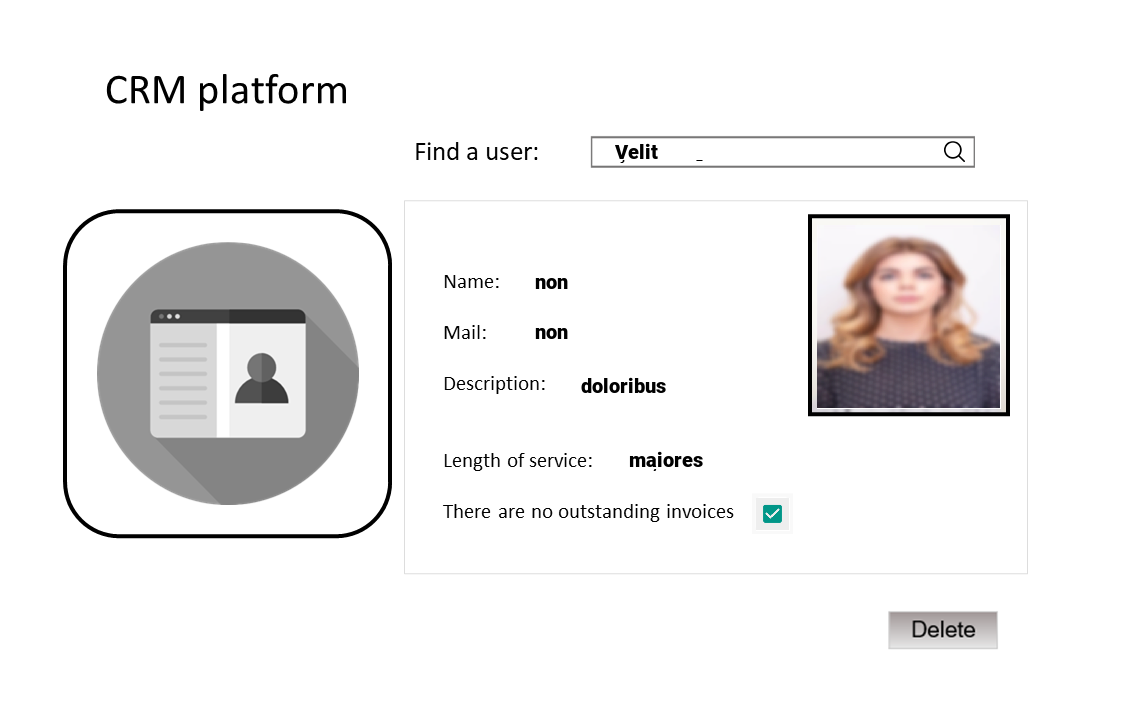 CRM platform
Find a user: Velit _
Name: non
Mail: non
Description: doloribus
Length of service: maiores
There are no outstanding invoices
Delete